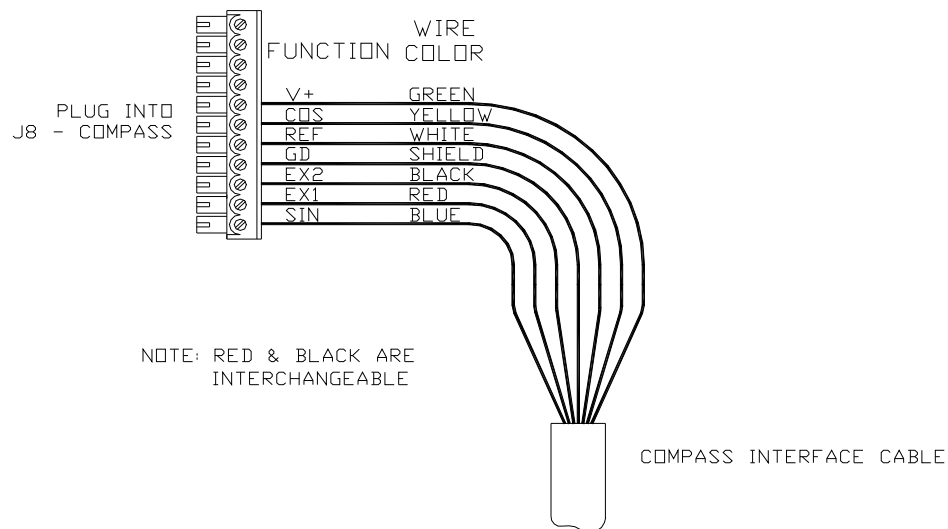 WIRE
FUNCTION COLOR
V+ GREEN
COS YELLOW
REF WHITE
GD SHIELD
EX2 BLACK
EX1 RED
SIN BLUE
PLUG INTO
J8 - COMPASS
NOTE: RED & BLACK ARE
INTERCHANGEABLE
COMPASS INTERFACE CABLE